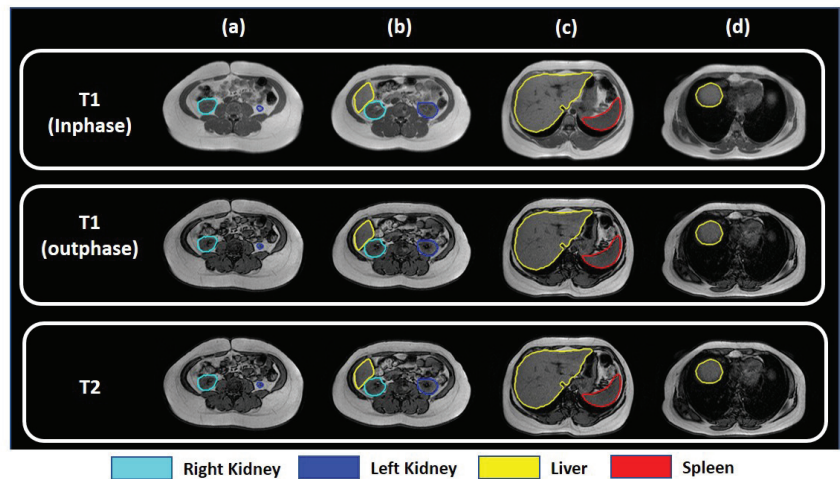 (a) (b) (c) (d)
T1
(Inphase)
T1
(outphase)
T2
Right Kidney Left Kidney Liver Spleen